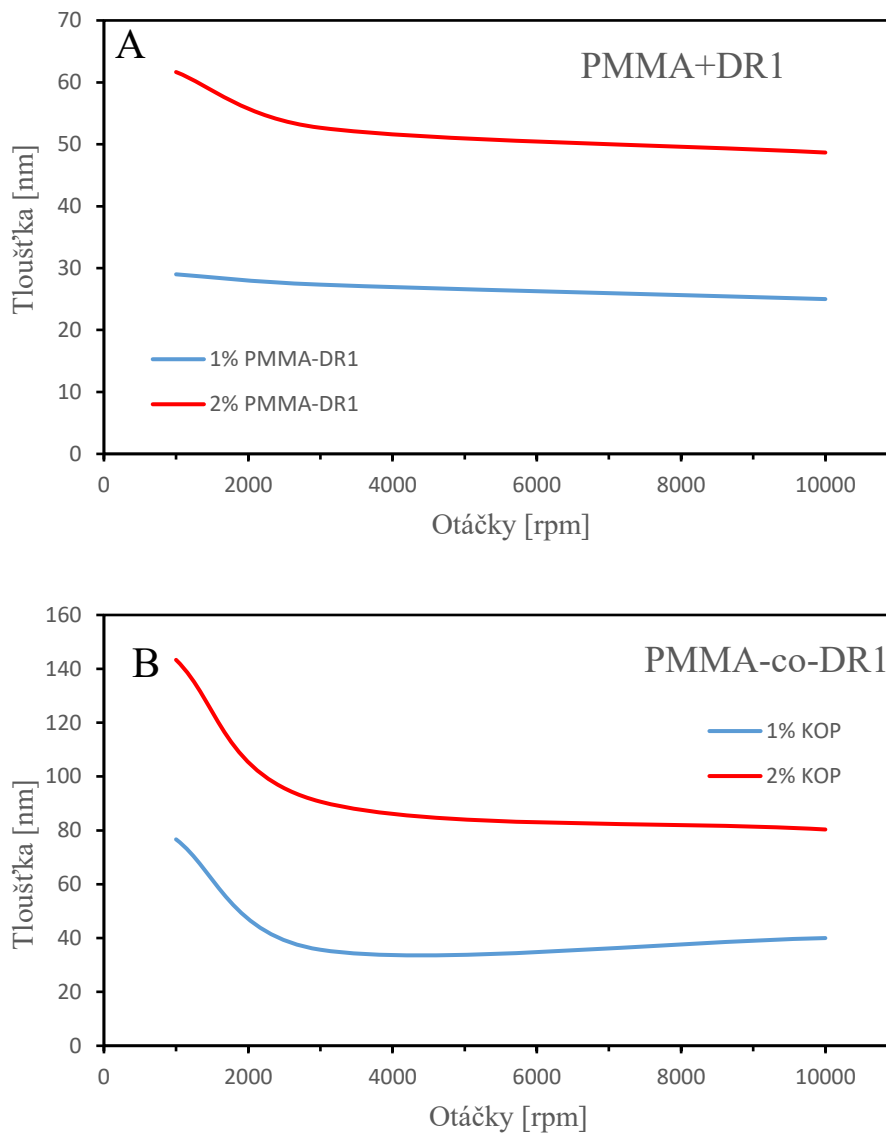 A
PMMA+DR1
70
60
50
40
30
20
10
0
Tloušťka [nm]
1% PMMA-DR1
2% PMMA-DR1
0 2000 4000 6000 8000 10000
Otáčky [rpm]
B
PMMA-co-DR1
160
140
120
100
80
60
40
20
0
Tloušťka [nm]
1% KOP
2% KOP
0 2000 4000 6000 8000 10000
Otáčky [rpm]